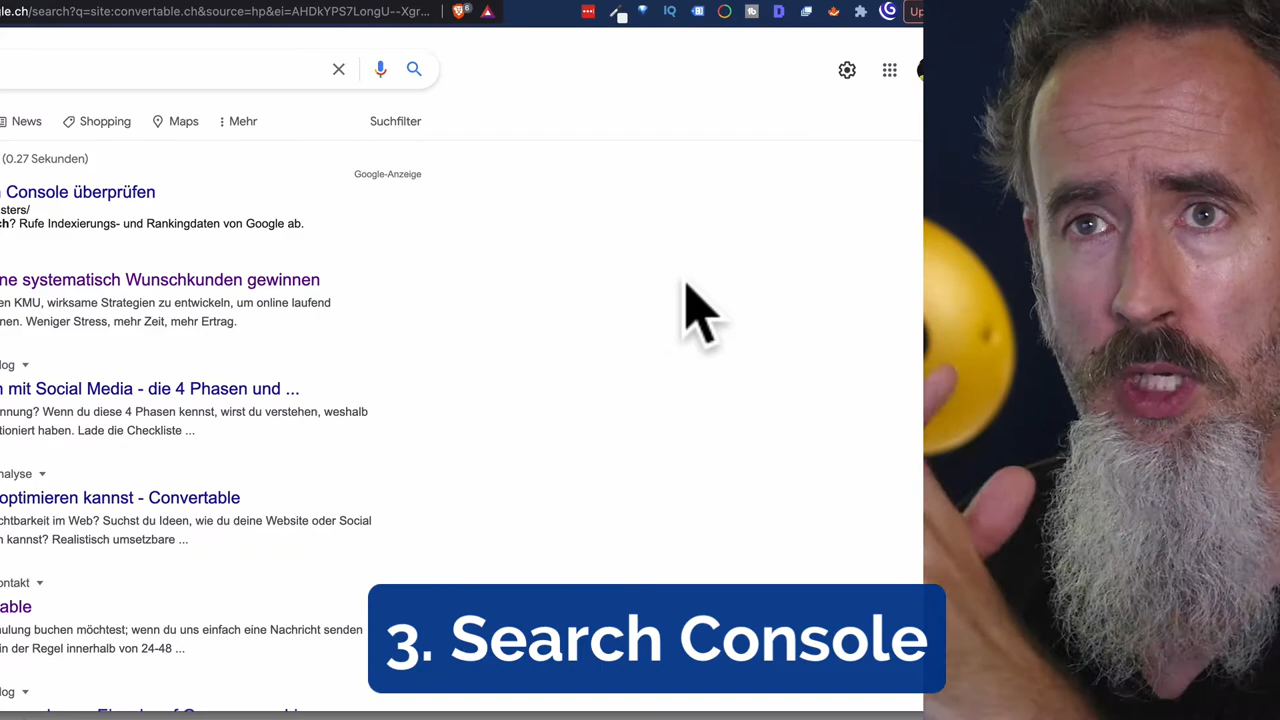 le.ch/search?q=site:convertable.ch&source=hp&ei=AHDkYPS7LongU--Xgr...
6
IQ
D
Up
News
Shopping
Maps
Mehr
Suchfilter
(0.27 Sekunden)
Google-Anzeige
Console überprüfen
sters/
ch? Rufe Indexierungs- und Rankingdaten von Google ab.
ne systematisch Wunschkunden gewinnen
en KMU, wirksame Strategien zu entwickeln, um online laufend
nen. Weniger Stress, mehr Zeit, mehr Ertrag.
log
n mit Social Media - die 4 Phasen und ...
nnung? Wenn du diese 4 Phasen kennst, wirst du verstehen, weshalb
tioniert haben. Lade die Checkliste ...
nalyse
optimieren kannst - Convertable
chtbarkeit im Web? Suchst du Ideen, wie du deine Website oder Social
n kannst? Realistisch umsetzbare ...
ontakt
able
nulung buchen möchtest; wenn du uns einfach eine Nachricht senden
in der Regel innerhalb von 24-48 ...
log
3. Search Console